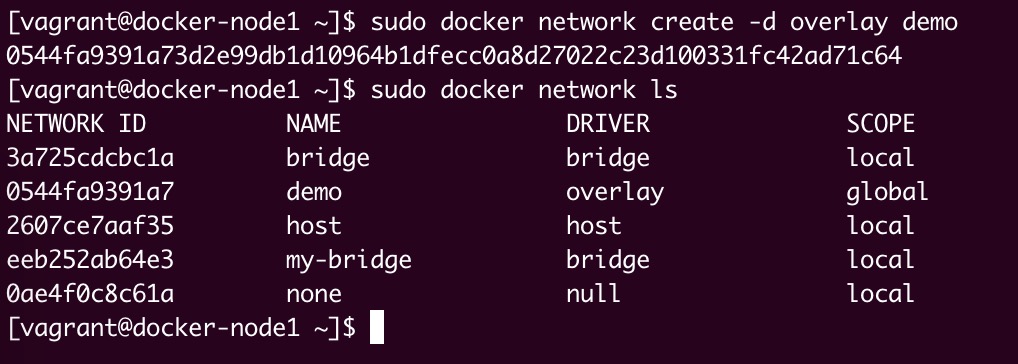 [vagrant@docker-node1 ~]$ sudo docker network create -d overlay demo
0544fa9391a73d2e99db1d10964b1dfecc0a8d27022c23d100331fc42ad71c64
[vagrant@docker-node1 ~]$ sudo docker network ls
NETWORK ID          NAME                DRIVER              SCOPE
3a725cdcbc1a        bridge              bridge              local
0544fa9391a7        demo                overlay             global
2607ce7aaf35        host                host                local
eeb252ab64e3        my-bridge           bridge              local
0ae4f0c8c61a        none                null                local
[vagrant@docker-node1 ~]$